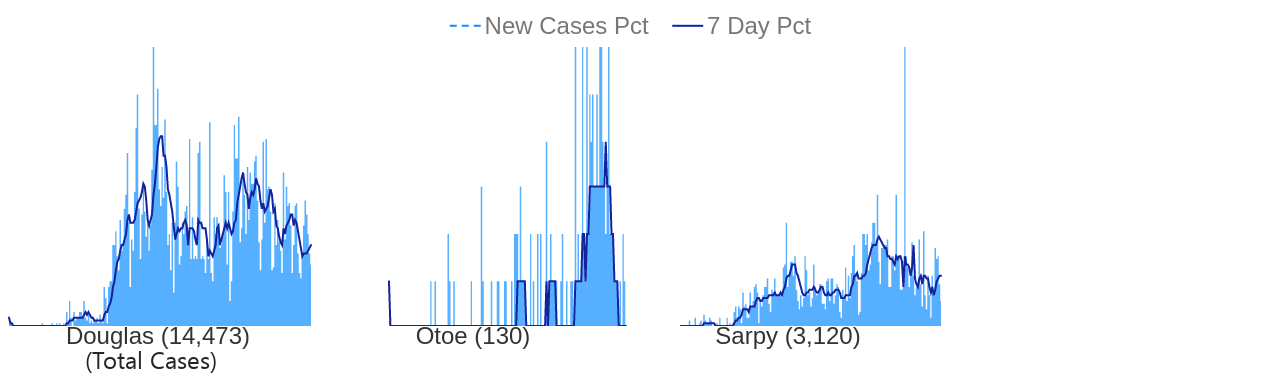 New Cases Pct 7 Day Pct
Douglas (14,473) Otoe (130) Sarpy (3,120)
(Total Cases)